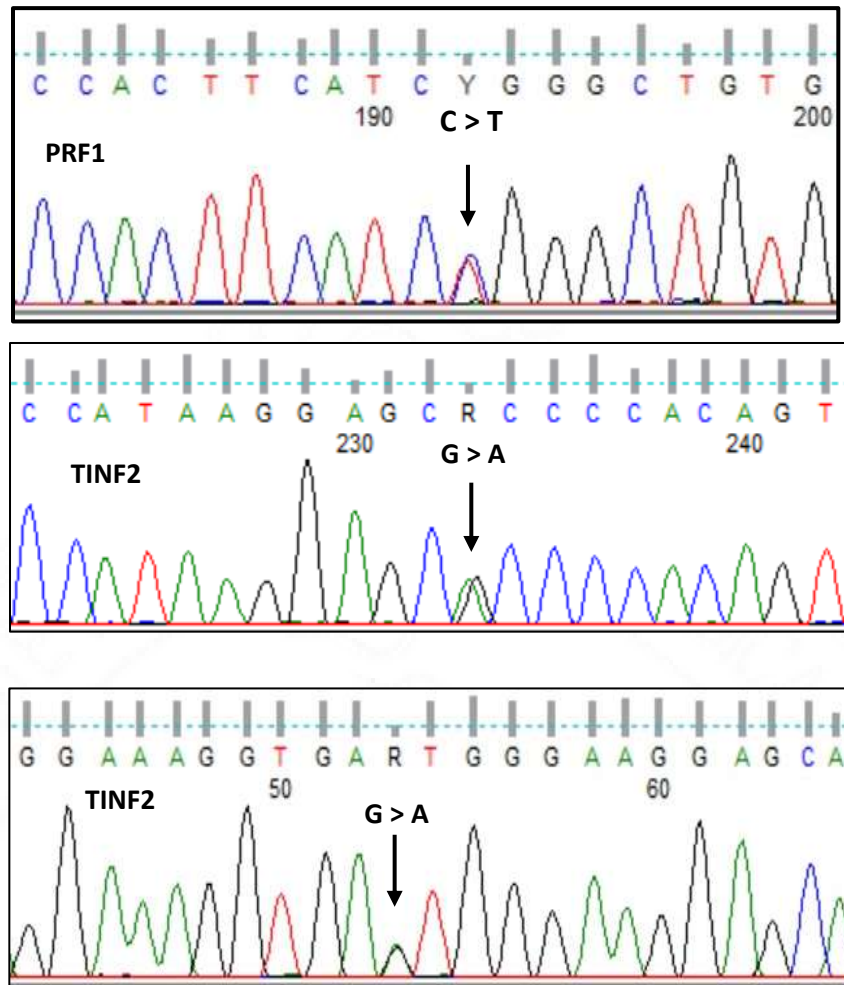 C C A C T T C A T C Y G G G C T G T G
190 C > T 200
PRF1
C C A T A A G G A G C R C C C C A C A G T
230 G > A 240
TINF2
G G A A A G G T G A R T G G G A A G G A G C A
50 60
TINF2 G > A